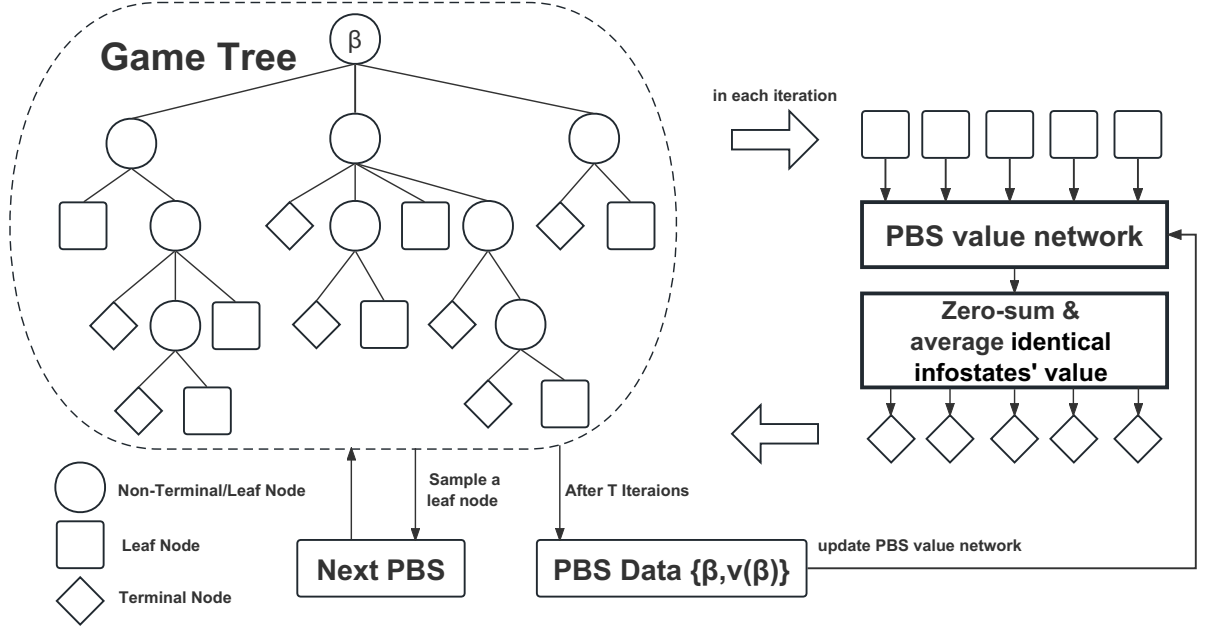 β
Game Tree
in each iteration
PBS value network
Zero-sum &
average identical
infostates' value
Non-Terminal/Leaf Node
Leaf Node
Terminal Node
Sample a
leaf node
After T Iteraions
Next PBS
PBS Data {β,v(β)}
update PBS value network